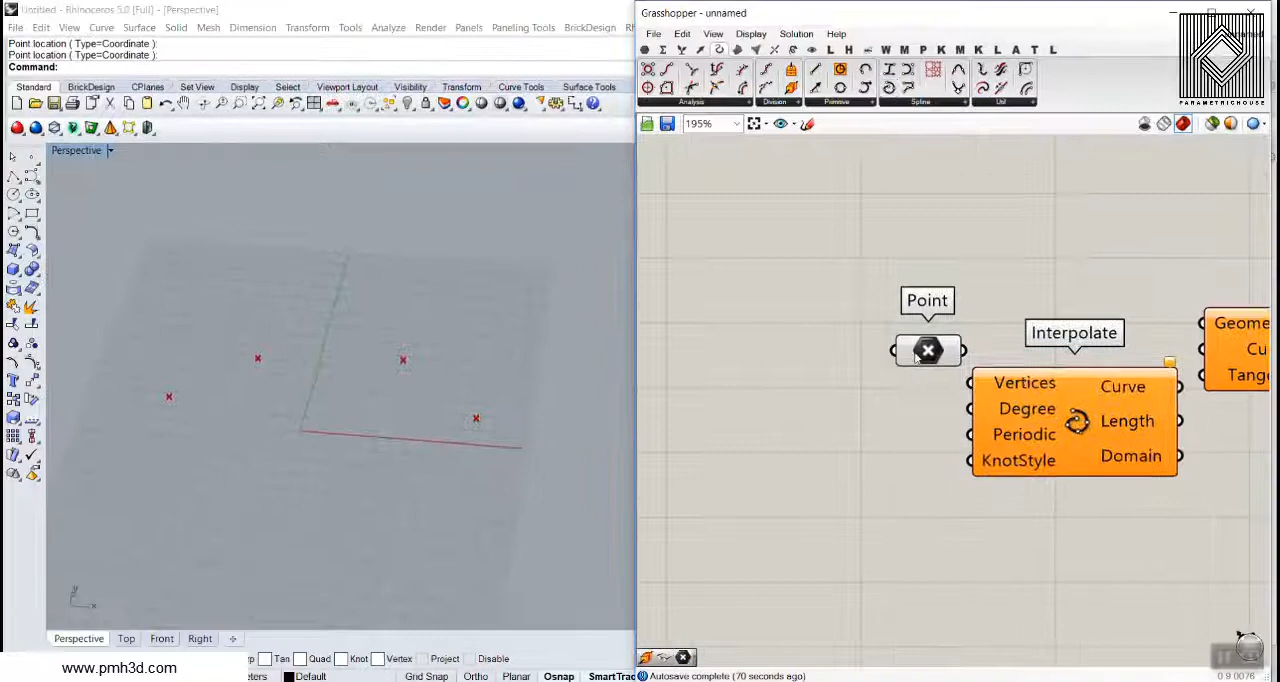 Untitled - Rhinoceros 5.0 [Full] - [Perspective]
File Edit View Curve Surface Solid Mesh Dimension Transform Tools Analyze Render Panels Paneling Tools BrickDesign
Point location ( Type=Coordinate ):
Point location ( Type=Coordinate ):
Command:
Standard BrickDesign CPlanes Set View Display Select Viewport Layout Visibility Transform Curve Tools Surface Tools
Perspective
Perspective Top Front Right
Tan Quad Knot Vertex Project Disable
Default Grid Snap Ortho Planar Osnap SmartTrac
www.pmh3d.com
Grasshopper - unnamed
File Edit View Display Solution Help
L H W M P K M K L A T L
Analysis Division Primitive Spline Util
PARAMETRICHOUSE
195%
Point
Interpolate
Vertices
Degree
Periodic
KnotStyle
Curve
Length
Domain
Geome
Cu
Tange
Autosave complete (70 seconds ago)
0.9.0076